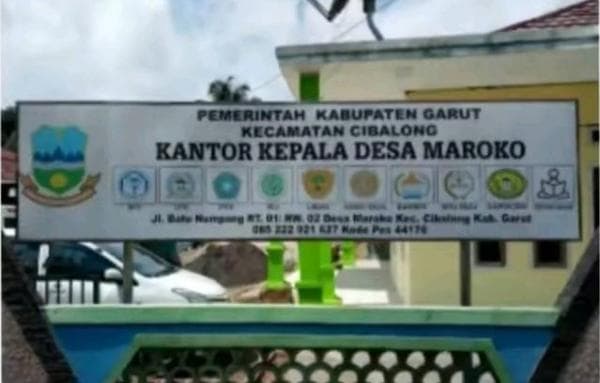 PEMERINTAH KABUPATEN GARUT
KECAMATAN CIBALONG
KANTOR KEPALA DESA MAROKO
Jl. Batu Numpang RT. 01/ RW. 02 Desa Maroko Kec. Cibalong Kab. Garut
085 222 021 627 Kode Pos 44176